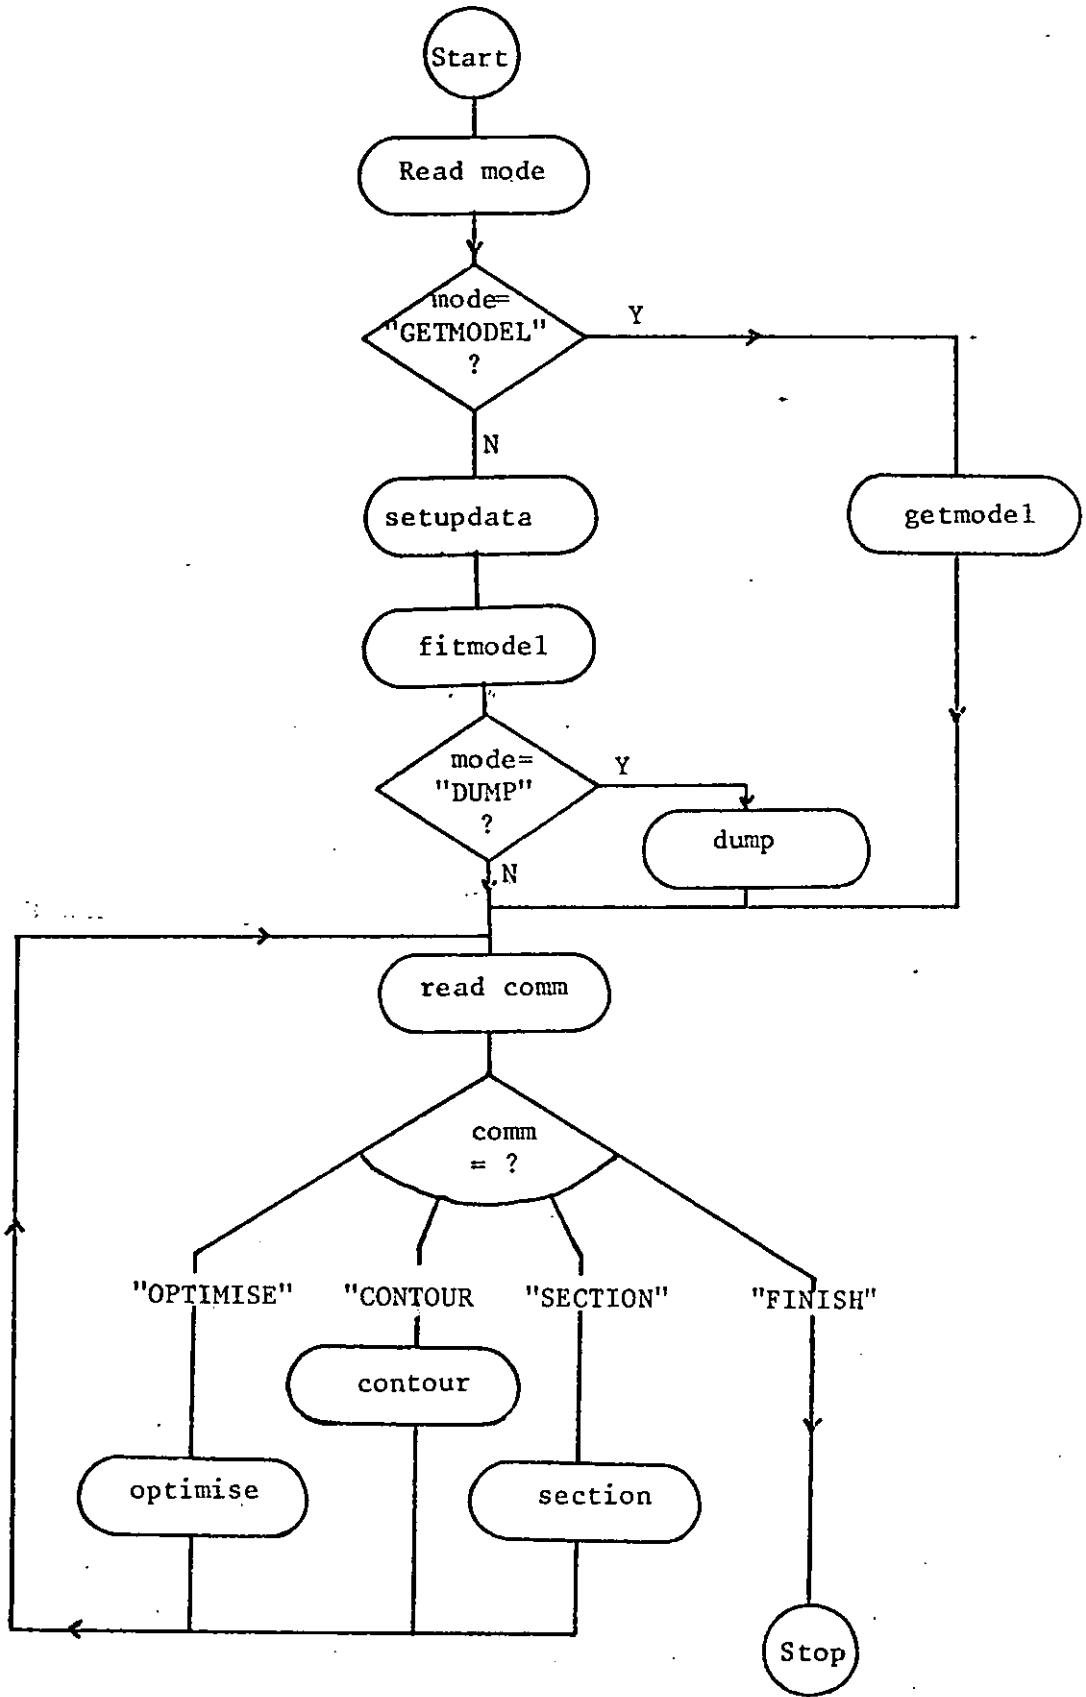 Start
Read mode
mode=
"GETMODEL"
?
Y
N
setupdata
getmodel
fitmodel
mode=
"DUMP"
?
Y
dump
N
read comm
comm
= ?
"OPTIMISE"
"CONTOUR
"SECTION"
"FINISH"
contour
optimise
section
Stop